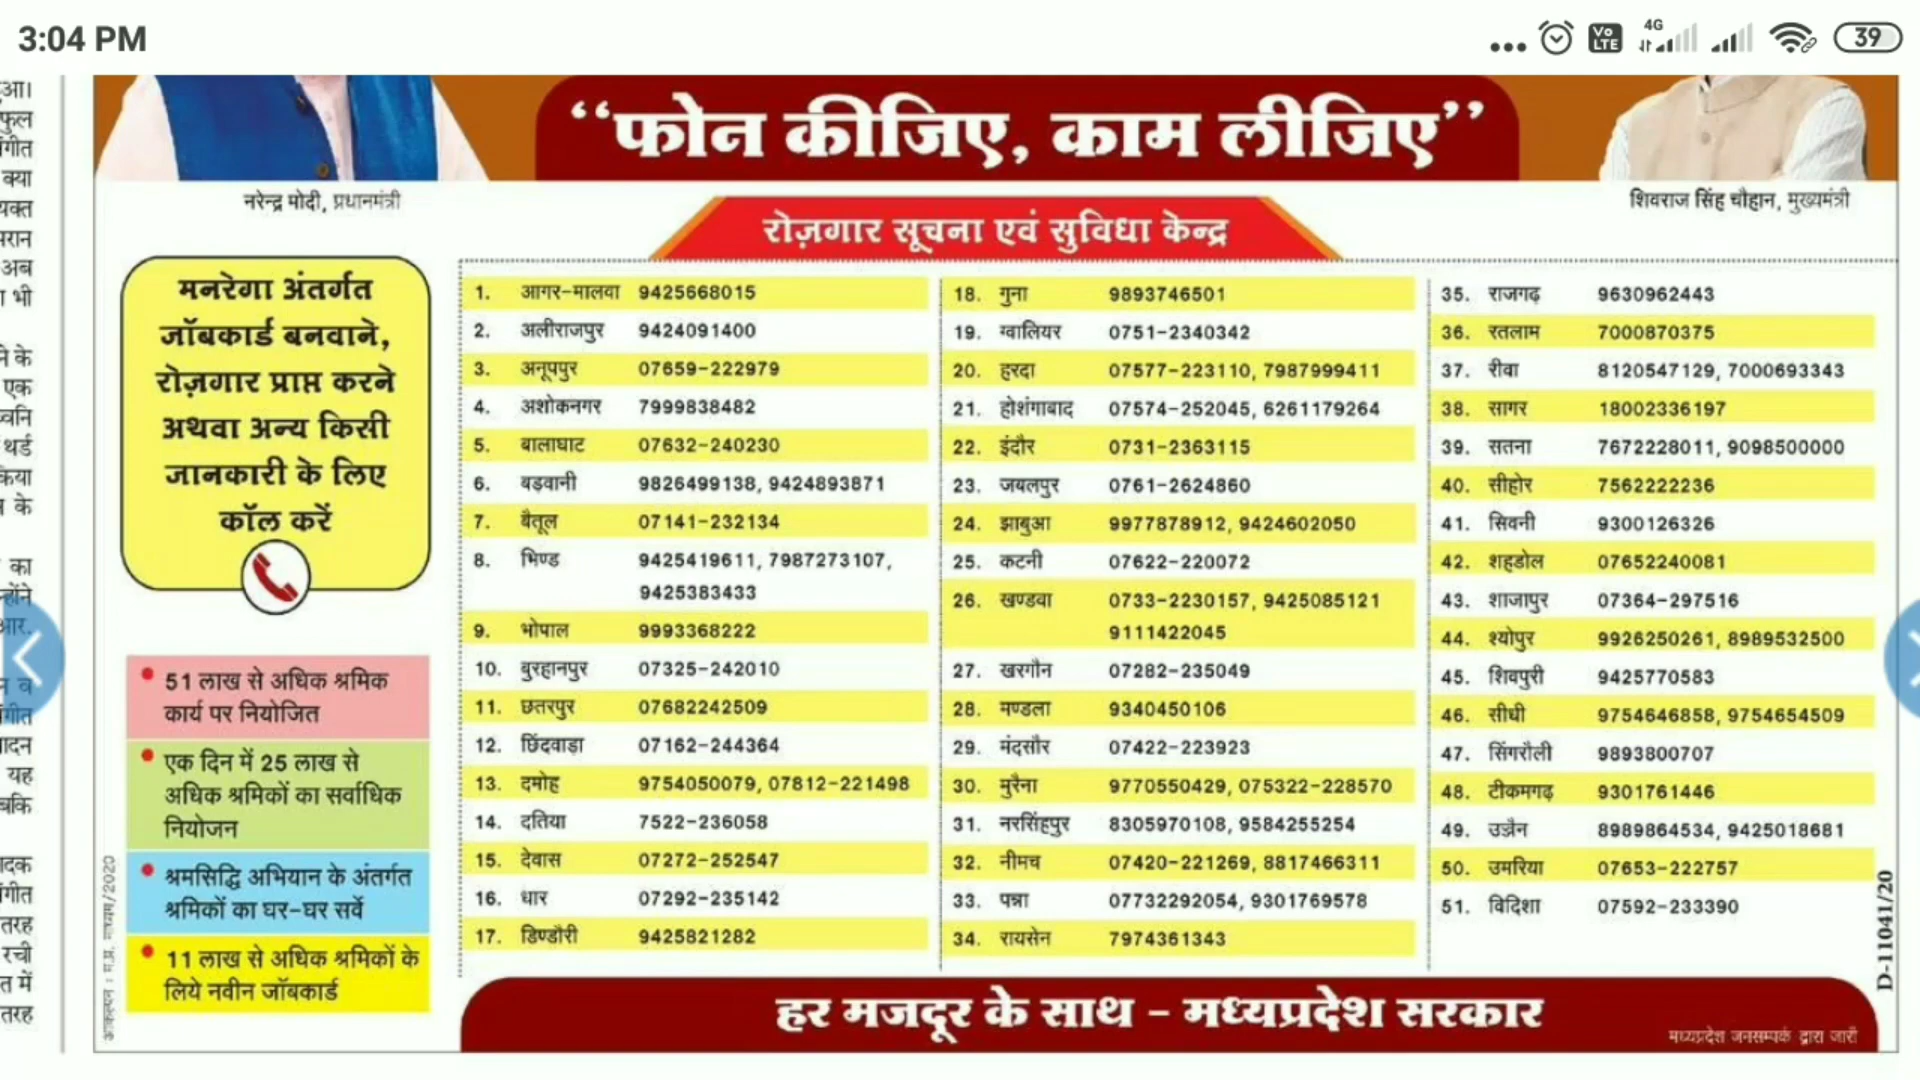 3:04 PM
4G
Vo LTE
39
“फोन कीजिए, काम लीजिए”
नरेन्द्र मोदी, प्रधानमंत्री
शिवराज सिंह चौहान, मुख्यमंत्री
रोज़गार सूचना एवं सुविधा केन्द्र
मनरेगा अंतर्गत
जॉबकार्ड बनवाने,
रोज़गार प्राप्त करने
अथवा अन्य किसी
जानकारी के लिए
कॉल करें
• 51 लाख से अधिक श्रमिक
कार्य पर नियोजित
• एक दिन में 25 लाख से
अधिक श्रमिकों का सर्वाधिक
नियोजन
• श्रमसिद्धि अभियान के अंतर्गत
श्रमिकों का घर-घर सर्वे
• 11 लाख से अधिक श्रमिकों के
लिये नवीन जॉबकार्ड
1. आगर-मालवा 9425668015
2. अलीराजपुर 9424091400
3. अनूपपुर 07659-222979
4. अशोकनगर 7999838482
5. बालाघाट 07632-240230
6. बड़वानी 9826499138, 9424893871
7. बैतूल 07141-232134
8. भिण्ड 9425419611, 7987273107,
9425383433
9. भोपाल 9993368222
10. बुरहानपुर 07325-242010
11. छतरपुर 07682242509
12. छिंदवाड़ा 07162-244364
13. दमोह 9754050079, 07812-221498
14. दतिया 7522-236058
15. देवास 07272-252547
16. धार 07292-235142
17. डिण्डौरी 9425821282
18. गुना 9893746501
19. ग्वालियर 0751-2340342
20. हरदा 07577-223110, 7987999411
21. होशंगाबाद 07574-252045, 6261179264
22. इंदौर 0731-2363115
23. जबलपुर 0761-2624860
24. झाबुआ 9977878912, 9424602050
25. कटनी 07622-220072
26. खण्डवा 0733-2230157, 9425085121
9111422045
27. खरगौन 07282-235049
28. मण्डला 9340450106
29. मंदसौर 07422-223923
30. मुरैना 9770550429, 075322-228570
31. नरसिंहपुर 8305970108, 9584255254
32. नीमच 07420-221269, 8817466311
33. पन्ना 07732292054, 9301769578
34. रायसेन 7974361343
35. राजगढ़ 9630962443
36. रतलाम 7000870375
37. रीवा 8120547129, 7000693343
38. सागर 18002336197
39. सतना 7672228011, 9098500000
40. सीहोर 7562222236
41. सिवनी 9300126326
42. शहडोल 07652240081
43. शाजापुर 07364-297516
44. श्योपुर 9926250261, 8989532500
45. शिवपुरी 9425770583
46. सीधी 9754646858, 9754654509
47. सिंगरौली 9893800707
48. टीकमगढ़ 9301761446
49. उज्जैन 8989864534, 9425018681
50. उमरिया 07653-222757
51. विदिशा 07592-233390
D-11041/20
हर मजदूर के साथ - मध्यप्रदेश सरकार
मध्यप्रदेश जनसम्पर्क द्वारा जारी
आकल्पन : म.प्र. माध्यम/2020